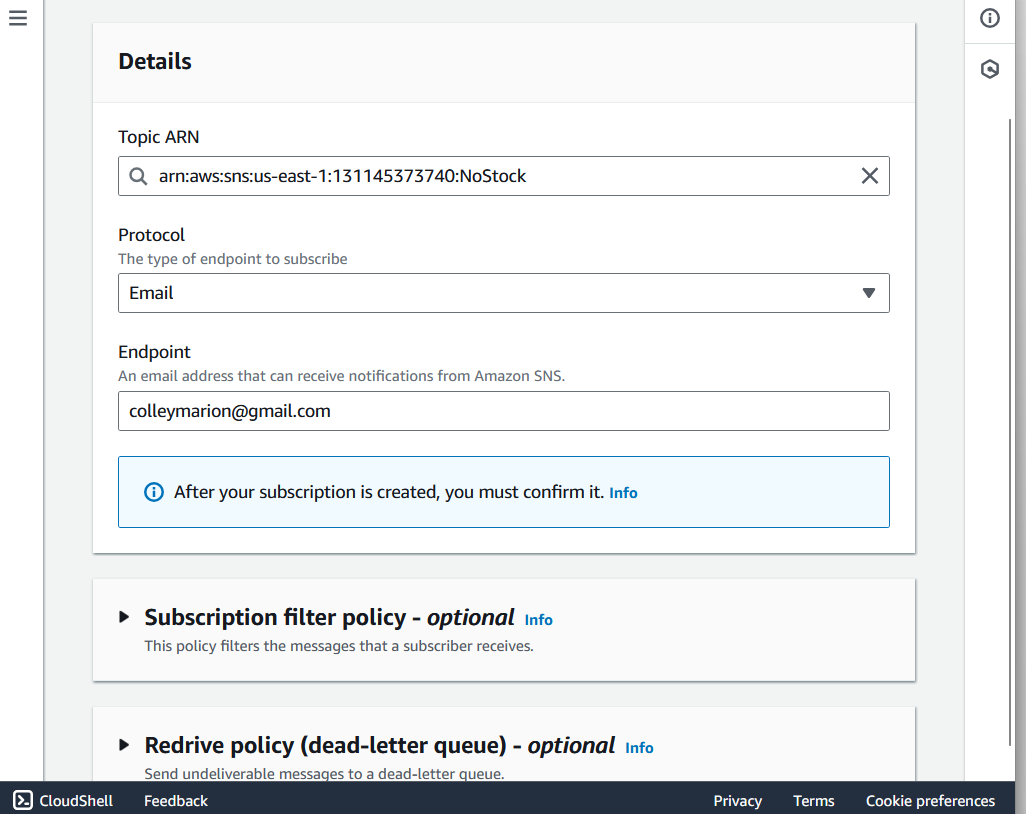 Details
Topic ARN
arn:aws:sns:us-east-1:131145373740:NoStock
Protocol
The type of endpoint to subscribe
Email
Endpoint
An email address that can receive notifications from Amazon SNS.
colleymarion@gmail.com
After your subscription is created, you must confirm it. Info
Subscription filter policy - optional Info
This policy filters the messages that a subscriber receives.
Redrive policy (dead-letter queue) - optional Info
Send undeliverable messages to a dead-letter queue.
CloudShell Feedback Privacy Terms Cookie preferences